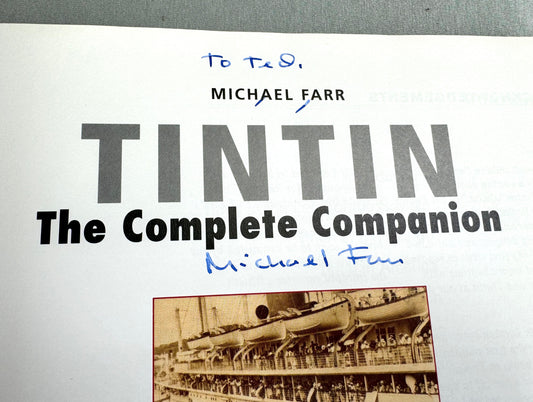 To Ted.
MICHAEL FARR
TINTIN
The Complete Companion
Michael Farr